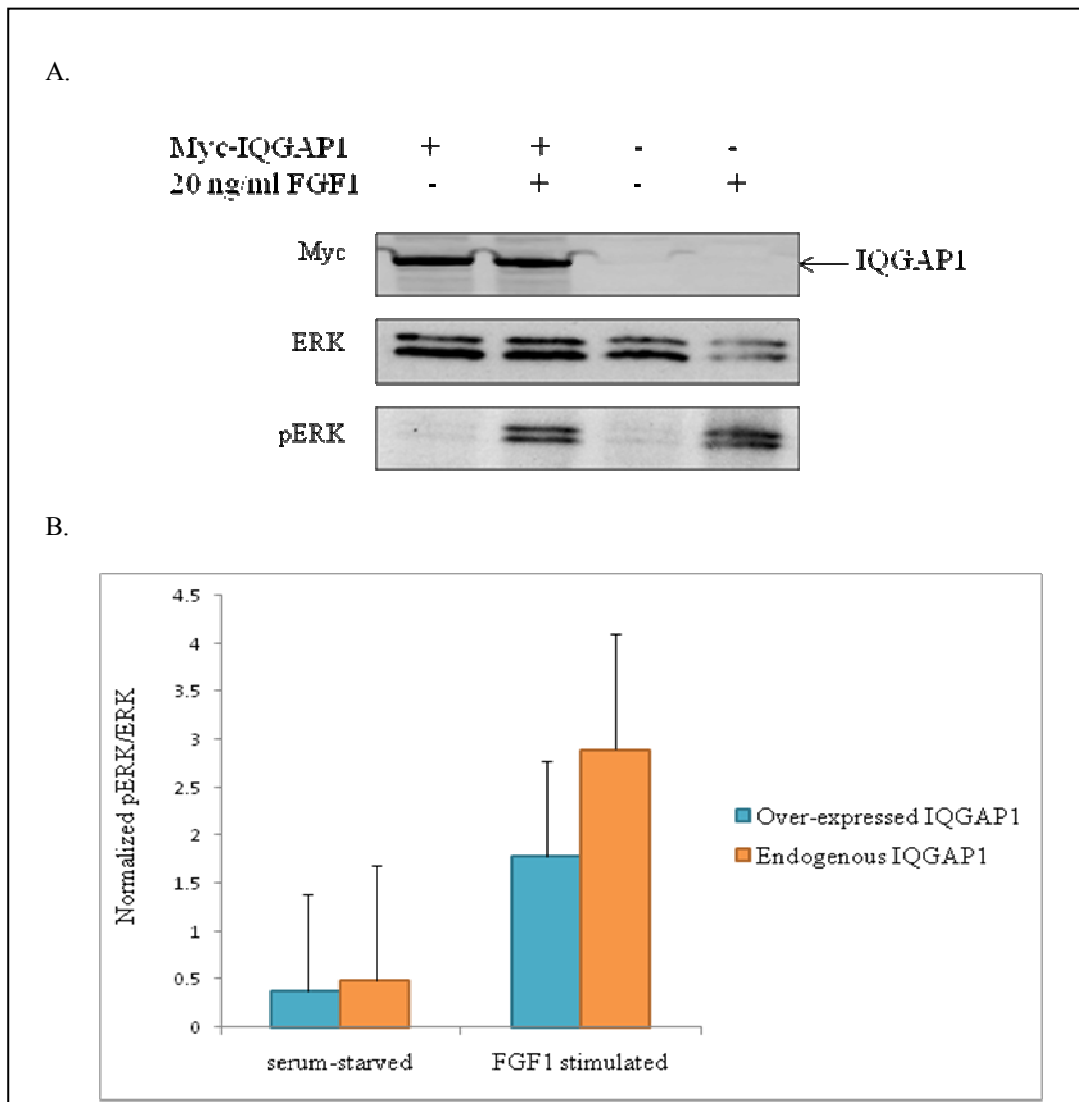 A.
Myc-IQGAP1 + + - -
20 ng/ml FGF1 - + - +
Myc
IQGAP1
ERK
pERK
B.
4.5
4
3.5
3
2.5
2
1.5
1
0.5
0
Normalized pERK/ERK
serum-starved
FGF1 stimulated
Over-expressed IQGAP1
Endogenous IQGAP1